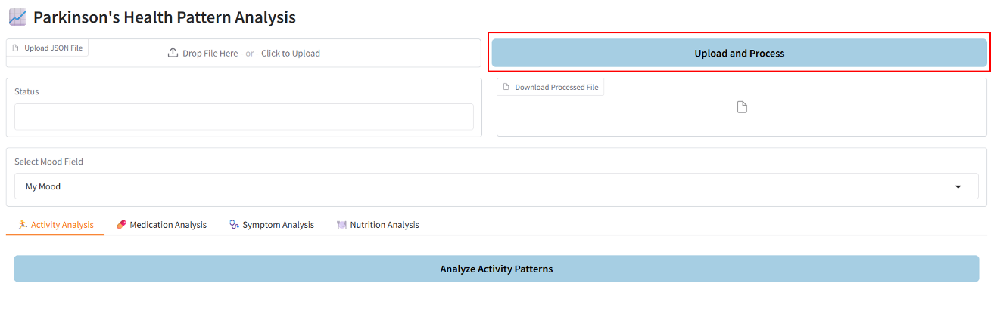 Parkinson's Health Pattern Analysis
Upload JSON File
Drop File Here - or - Click to Upload
Upload and Process
Status
Download Processed File
Select Mood Field
My Mood
Activity Analysis Medication Analysis Symptom Analysis Nutrition Analysis
Analyze Activity Patterns